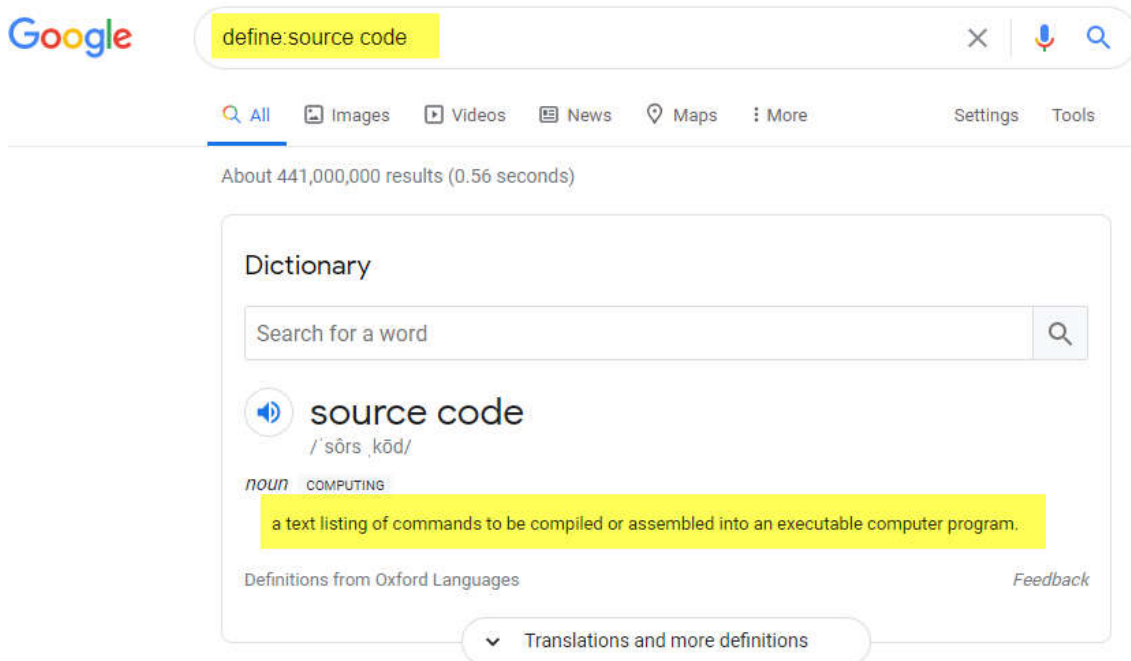 Google define:source code
All Images Videos News Maps More Settings Tools
About 441,000,000 results (0.56 seconds)
Dictionary
Search for a word
source code
/ˈsôrs ˌkōd/
noun COMPUTING
a text listing of commands to be compiled or assembled into an executable computer program.
Definitions from Oxford Languages Feedback
Translations and more definitions